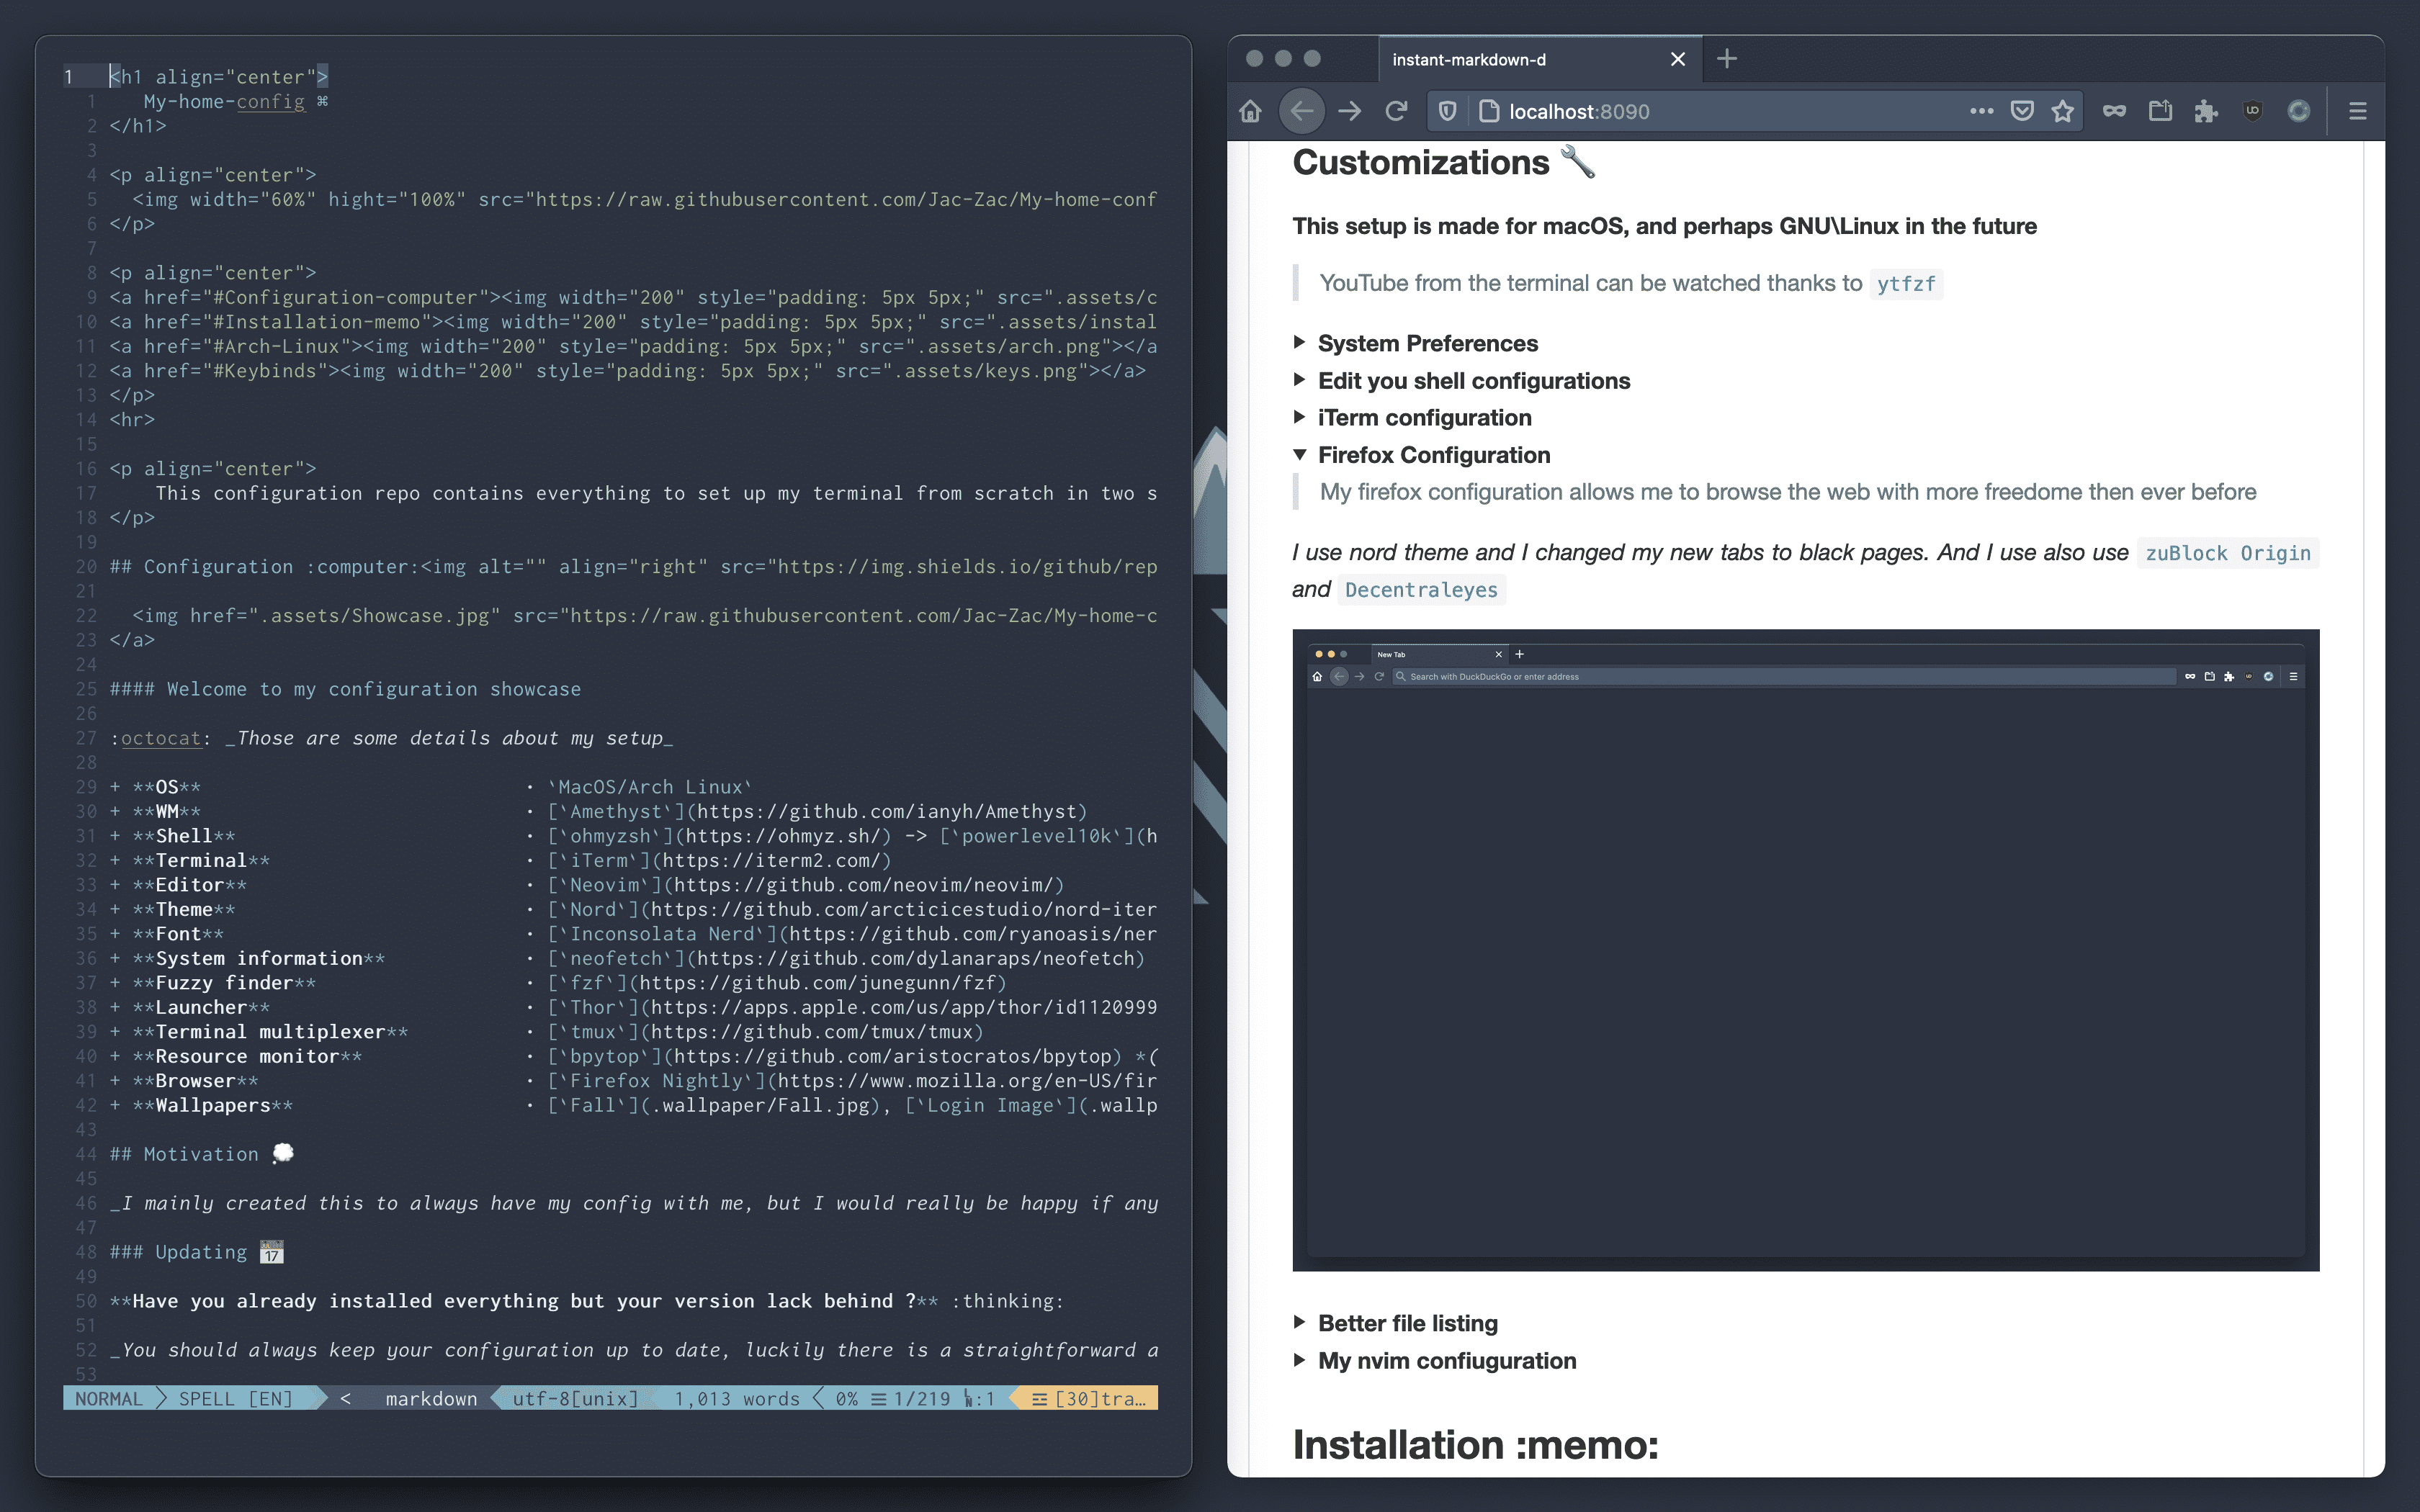 1 <h1 align="center">
1 My-home-config ⌘
2 </h1>
3
4 <p align="center">
5 <img width="60%" hight="100%" src="https://raw.githubusercontent.com/Jac-Zac/My-home-conf
6 </p>
7
8 <p align="center">
9 <a href="#Configuration-computer"><img width="200" style="padding: 5px 5px;" src=".assets/c
10 <a href="#Installation-memo"><img width="200" style="padding: 5px 5px;" src=".assets/instal
11 <a href="#Arch-Linux"><img width="200" style="padding: 5px 5px;" src=".assets/arch.png"></a
12 <a href="#Keybinds"><img width="200" style="padding: 5px 5px;" src=".assets/keys.png"></a>
13 </p>
14 <hr>
15
16 <p align="center">
17 This configuration repo contains everything to set up my terminal from scratch in two s
18 </p>
19
20 ## Configuration :computer:<img alt="" align="right" src="https://img.shields.io/github/rep
21
22 <img href=".assets/Showcase.jpg" src="https://raw.githubusercontent.com/Jac-Zac/My-home-c
23 </a>
24
25 #### Welcome to my configuration showcase
26
27 :octocat: _Those are some details about my setup_
28
29 + **OS** • `MacOS/Arch Linux`
30 + **WM** • [`Amethyst`](https://github.com/ianyh/Amethyst)
31 + **Shell** • [`ohmyzsh`](https://ohmyz.sh/) -> [`powerlevel10k`](h
32 + **Terminal** • [`iTerm`](https://iterm2.com/)
33 + **Editor** • [`Neovim`](https://github.com/neovim/neovim/)
34 + **Theme** • [`Nord`](https://github.com/arcticicestudio/nord-iter
35 + **Font** • [`Inconsolata Nerd`](https://github.com/ryanoasis/ner
36 + **System information** • [`neofetch`](https://github.com/dylanaraps/neofetch)
37 + **Fuzzy finder** • [`fzf`](https://github.com/junegunn/fzf)
38 + **Launcher** • [`Thor`](https://apps.apple.com/us/app/thor/id1120999
39 + **Terminal multiplexer** • [`tmux`](https://github.com/tmux/tmux)
40 + **Resource monitor** • [`bpytop`](https://github.com/aristocratos/bpytop) *(
41 + **Browser** • [`Firefox Nightly`](https://www.mozilla.org/en-US/fir
42 + **Wallpapers** • [`Fall`](.wallpaper/Fall.jpg), [`Login Image`](.wallp
43
44 ## Motivation 💭
45
46 _I mainly created this to always have my config with me, but I would really be happy if any
47
48 ### Updating 📅
49
50 **Have you already installed everything but your version lack behind ?** :thinking:
51
52 _You should always keep your configuration up to date, luckily there is a straightforward a
53
NORMAL SPELL [EN] < markdown utf-8[unix] 1,013 words 0% ☰ 1/219 :1 [30]tra…
instant-markdown-d
localhost:8090
Customizations 🔧
This setup is made for macOS, and perhaps GNU\Linux in the future
YouTube from the terminal can be watched thanks to ytfzf
▶ System Preferences
▶ Edit you shell configurations
▶ iTerm configuration
▼ Firefox Configuration
My firefox configuration allows me to browse the web with more freedome then ever before
I use nord theme and I changed my new tabs to black pages. And I use also use zuBlock Origin
and Decentraleyes
New Tab
Search with DuckDuckGo or enter address
▶ Better file listing
▶ My nvim confiuguration
Installation :memo: